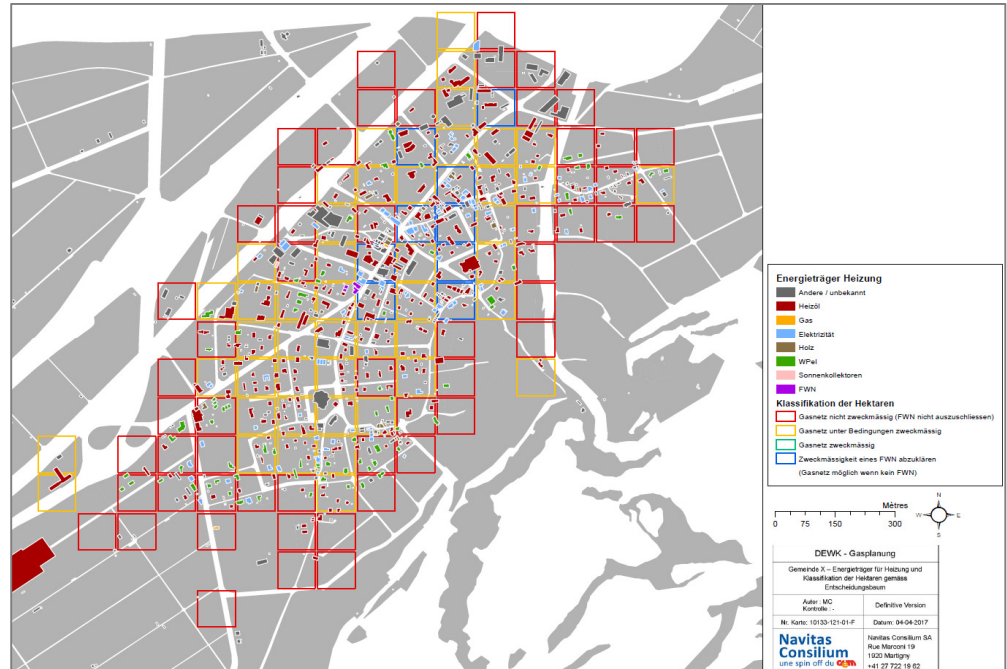 Energieträger Heizung
Andere / unbekannt
Heizöl
Gas
Elektrizität
Holz
WPel
Sonnenkollektoren
FWN
Klassifikation der Hektaren
Gasnetz nicht zweckmässig (FWN nicht auszuschliessen)
Gasnetz unter Bedingungen zweckmässig
Gasnetz zweckmässig
Zweckmässigkeit eines FWN abzuklären
(Gasnetz möglich wenn kein FWN)
Mètres
0 75 150 300
N
W E
S
DEWK - Gasplanung
Gemeinde X – Energieträger für Heizung und
Klassifikation der Hektaren gemäss
Entscheidungsbaum
Autor : MC
Kontrolle : -
Definitive Version
Nr. Karte: 10133-121-01-F
Datum: 04-04-2017
Navitas
Consilium
une spin off du
Navitas Consilium SA
Rue Marconi 19
1920 Martigny
+41 27 722 19 62